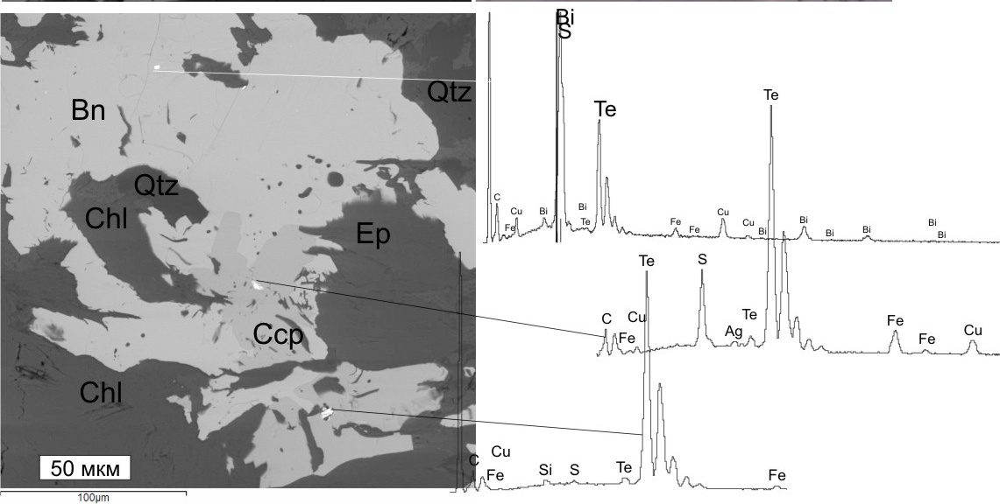 Bn
Qtz
Qtz
Chl
Ep
Ccp
Chl
50 мкм
100µm
Bi
S
Te
C
Fe
Cu
Bi
Bi
Te
Fe
Fe
Cu
Cu
Bi
Bi
Bi
Bi
Bi
Bi
Te
C
Fe
Cu
S
Ag
Te
Te
Fe
Fe
Cu
C
Fe
Cu
Si
S
Te
Te
Fe